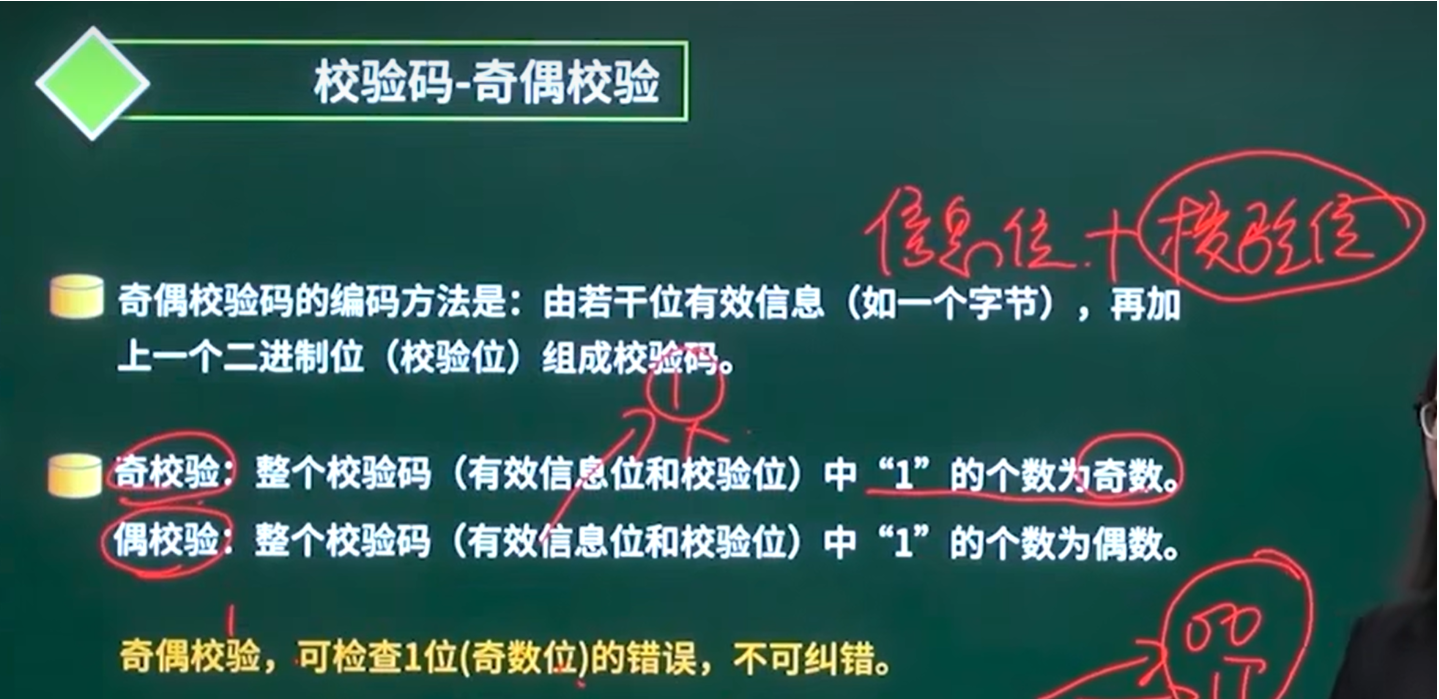 校验码-奇偶校验
信息位.+校验位
奇偶校验码的编码方法是：由若干位有效信息（如一个字节），再加
上一个二进制位（校验位）组成校验码。
1
奇校验：整个校验码（有效信息位和校验位）中“1”的个数为奇数。
偶校验：整个校验码（有效信息位和校验位）中“1”的个数为偶数。
奇偶校验，可检查1位(奇数位)的错误，不可纠错。